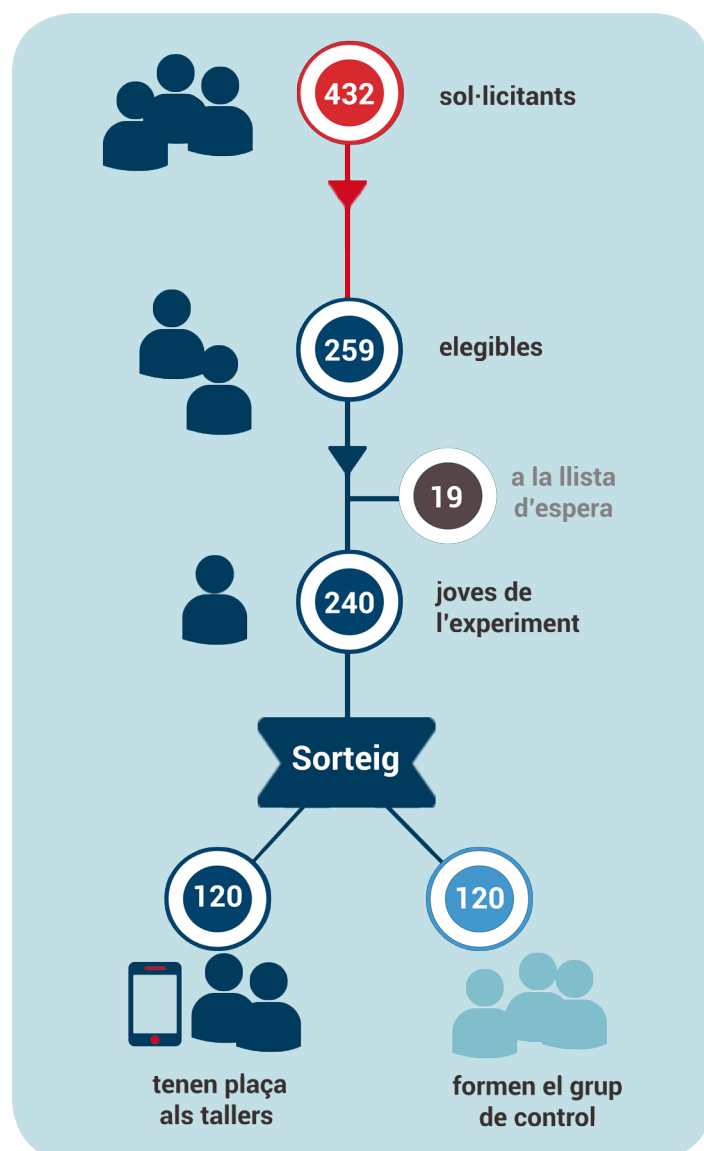 432
sol·licitants
259
elegibles
19
a la llista
d'espera
240
joves de
l'experiment
Sorteig
120
120
tenen plaça
als tallers
formen el grup
de control